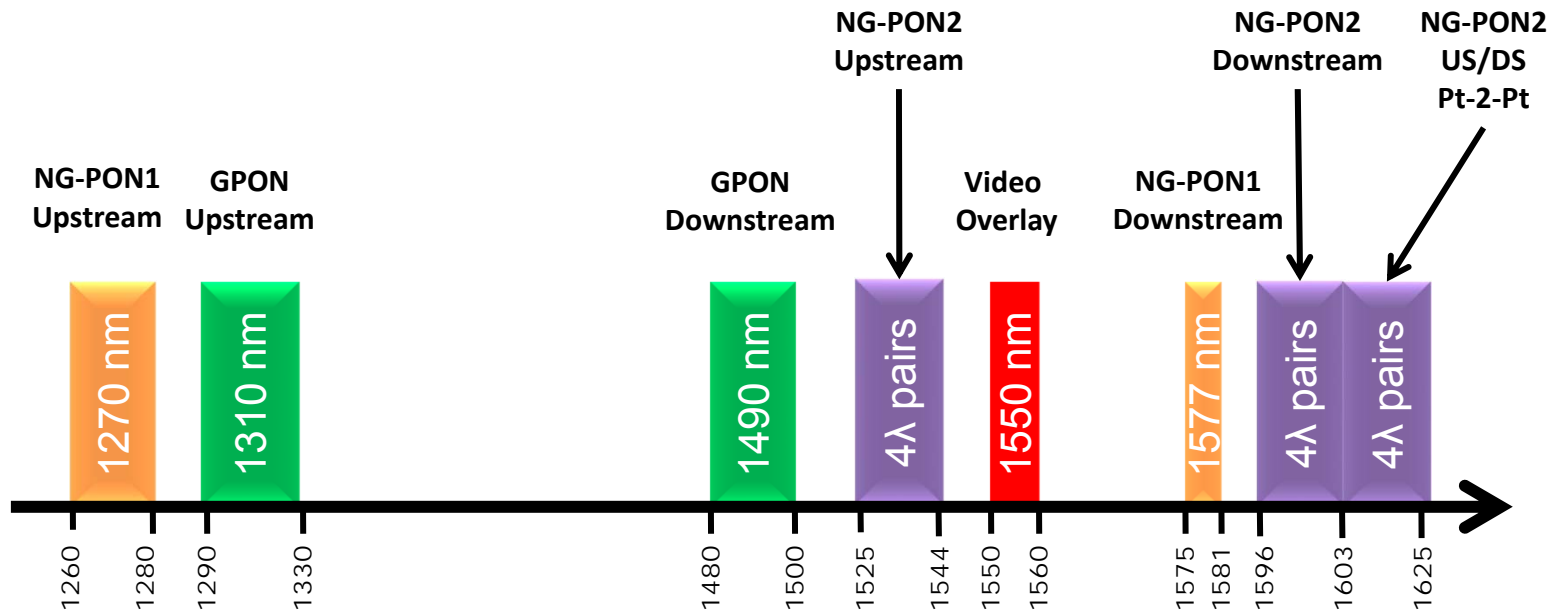 NG-PON2
Upstream
NG-PON2
Downstream
NG-PON2
US/DS
Pt-2-Pt
NG-PON1
Upstream
GPON
Upstream
GPON
Downstream
Video
Overlay
NG-PON1
Downstream
1270 nm
1310 nm
1490 nm
4λ pairs
1550 nm
1577 nm
4λ pairs
4λ pairs
1260
1280
1290
1330
1480
1500
1525
1544
1550
1560
1575
1581
1596
1603
1625